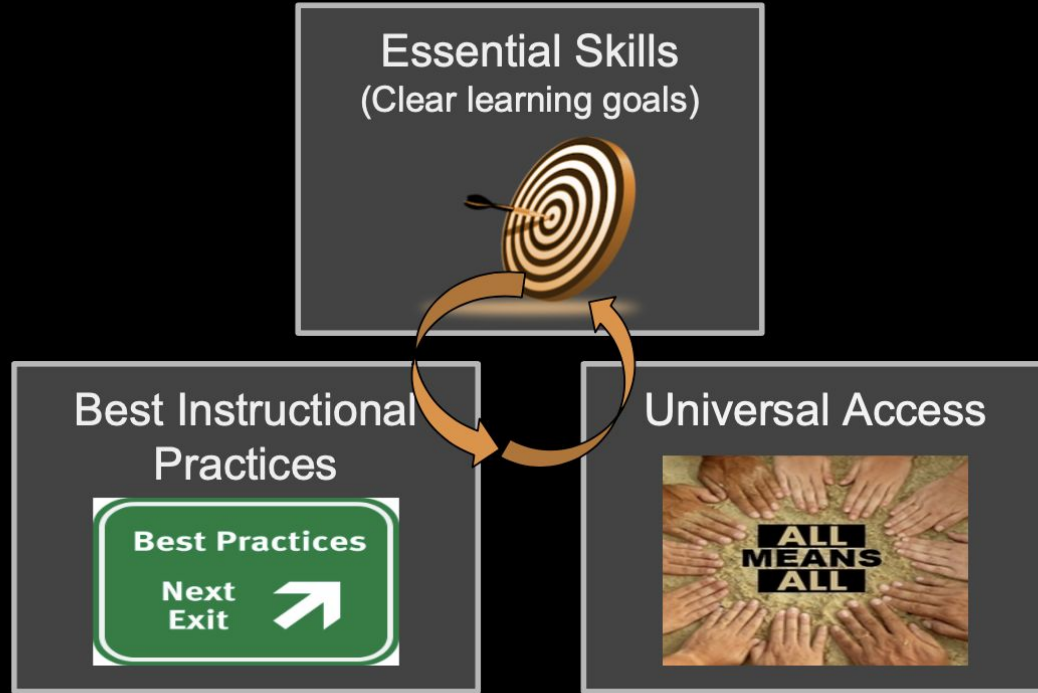 Essential Skills
(Clear learning goals)
Best Instructional
Practices
Best Practices
Next
Exit
Universal Access
ALL
MEANS
ALL